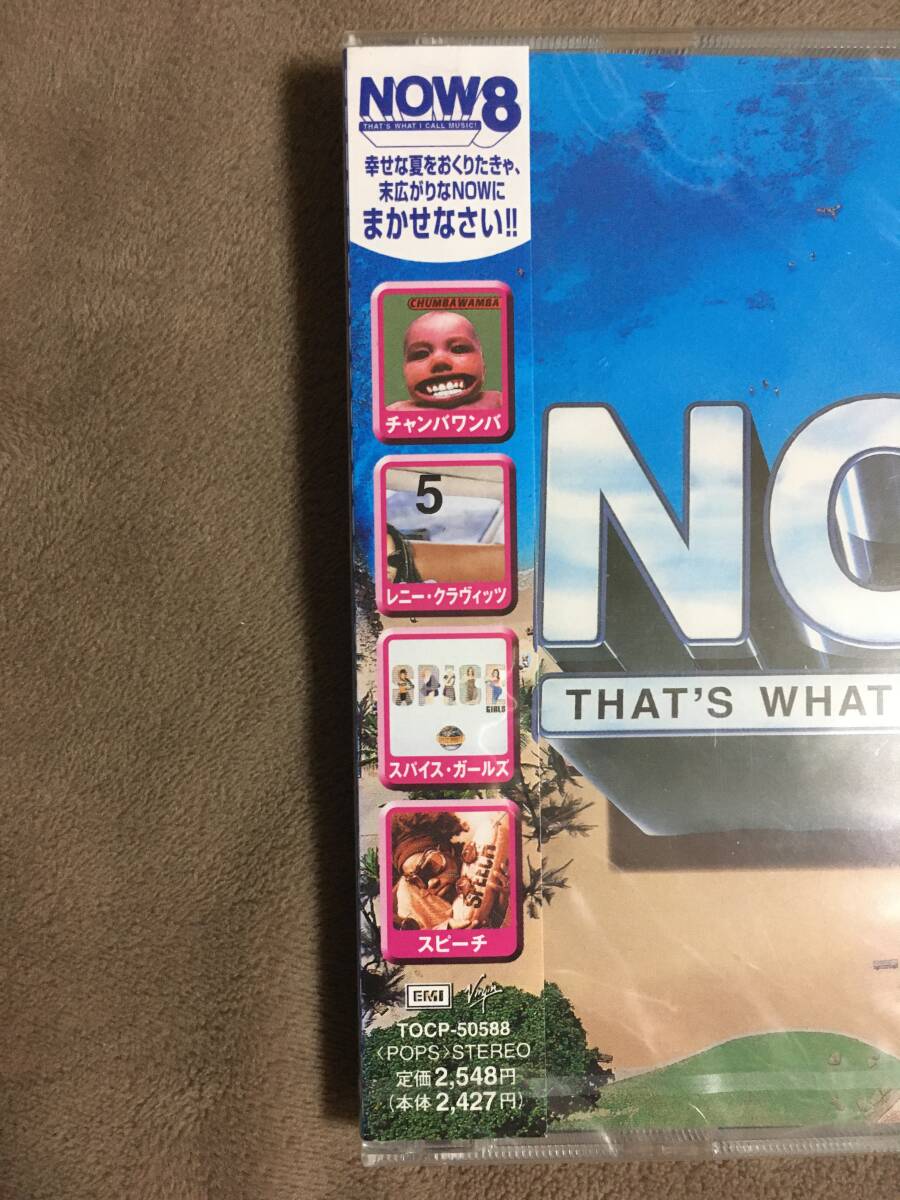 NOW8
THAT'S WHAT I CALL MUSIC!
幸せな夏をおくりたきゃ、
末広がりなNOWに
まかせなさい!!
CHUMBAWAMBA
チャンバワンバ
5
レニー・クラヴィッツ
SPICE
GIRLS
スパイス・ガールズ
SPEECH
スピーチ
EMI Virgin
TOCP-50588
〈POPS〉STEREO
定価2,548円
(本体2,427円)
NO
THAT'S WHAT